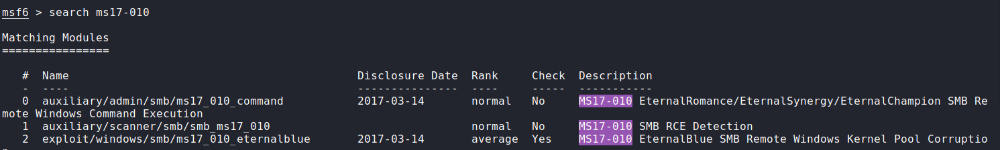 msf6 > search ms17-010
Matching Modules
================
# Name Disclosure Date Rank Check Description
- ---- --------------- ---- ----- -----------
0 auxiliary/admin/smb/ms17_010_command 2017-03-14 normal No MS17-010 EternalRomance/EternalSynergy/EternalChampion SMB Re
mote Windows Command Execution
1 auxiliary/scanner/smb/smb_ms17_010 normal No MS17-010 SMB RCE Detection
2 exploit/windows/smb/ms17_010_eternalblue 2017-03-14 average Yes MS17-010 EternalBlue SMB Remote Windows Kernel Pool Corruptio